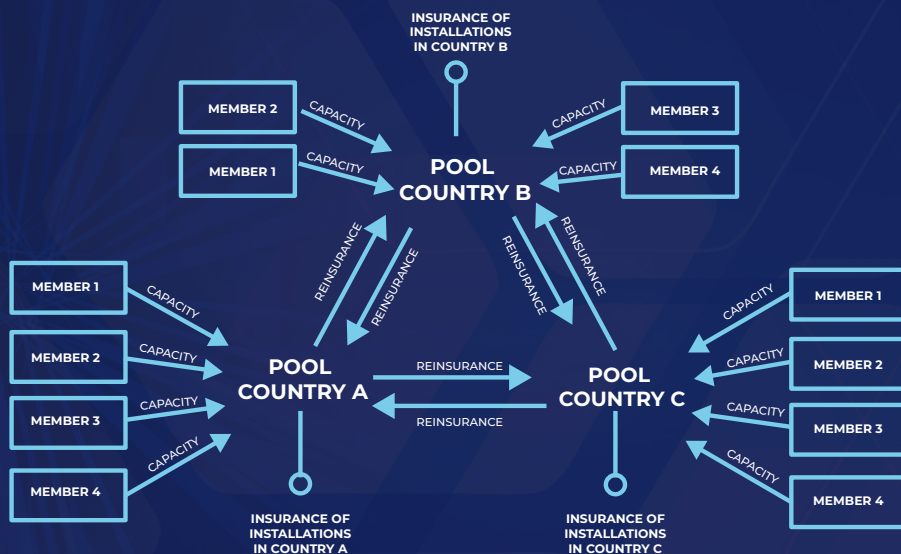 INSURANCE OF
INSTALLATIONS
IN COUNTRY B
MEMBER 2
CAPACITY
MEMBER 1
CAPACITY
CAPACITY
MEMBER 3
CAPACITY
MEMBER 4
POOL
COUNTRY B
REINSURANCE
REINSURANCE
REINSURANCE
REINSURANCE
MEMBER 1
CAPACITY
MEMBER 2
CAPACITY
MEMBER 3
CAPACITY
MEMBER 4
CAPACITY
POOL
COUNTRY A
REINSURANCE
REINSURANCE
POOL
COUNTRY C
CAPACITY
MEMBER 1
CAPACITY
MEMBER 2
CAPACITY
MEMBER 3
CAPACITY
MEMBER 4
INSURANCE OF
INSTALLATIONS
IN COUNTRY A
INSURANCE OF
INSTALLATIONS
IN COUNTRY C